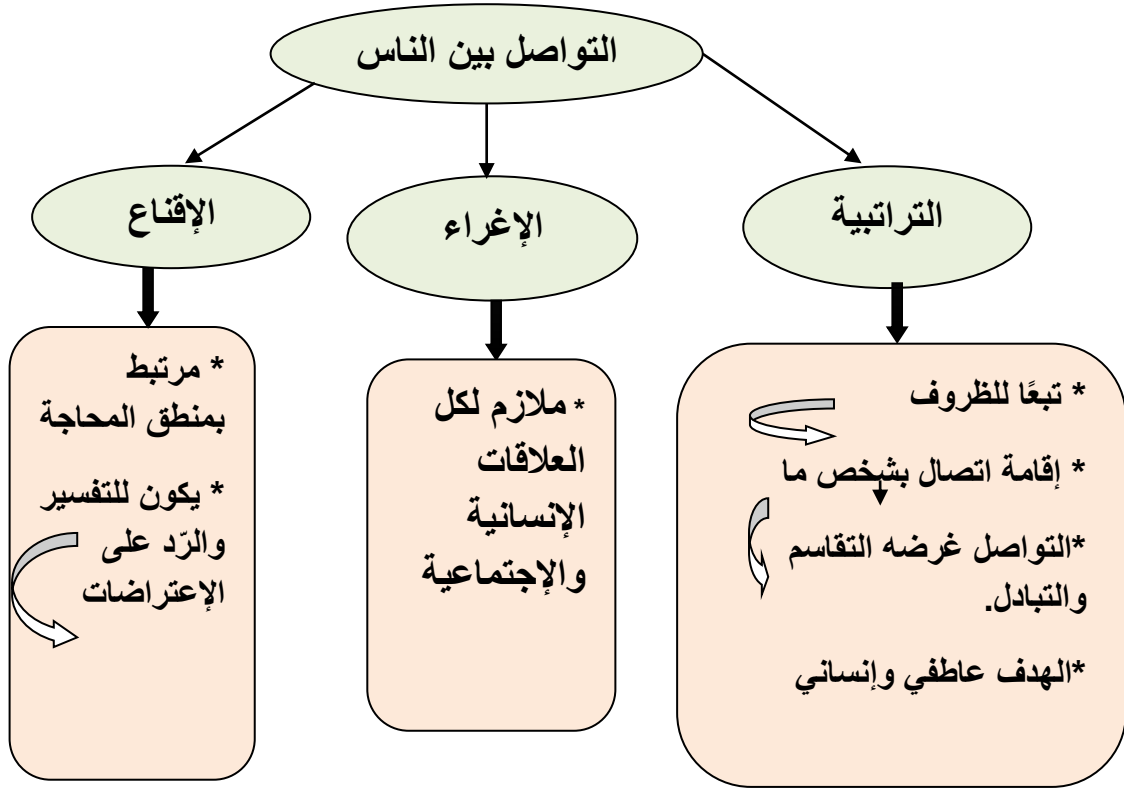 التواصل بين الناس
التراتبية
الإغراء
الإقناع
* تبعًا للظروف
* إقامة اتصال بشخص ما
*التواصل غرضه التقاسم
والتبادل.
*الهدف عاطفي وإنساني
* ملازم لكل
العلاقات
الإنسانية
والإجتماعية
* مرتبط
بمنطق المحاجة
* يكون للتفسير
والرّد على
الإعتراضات